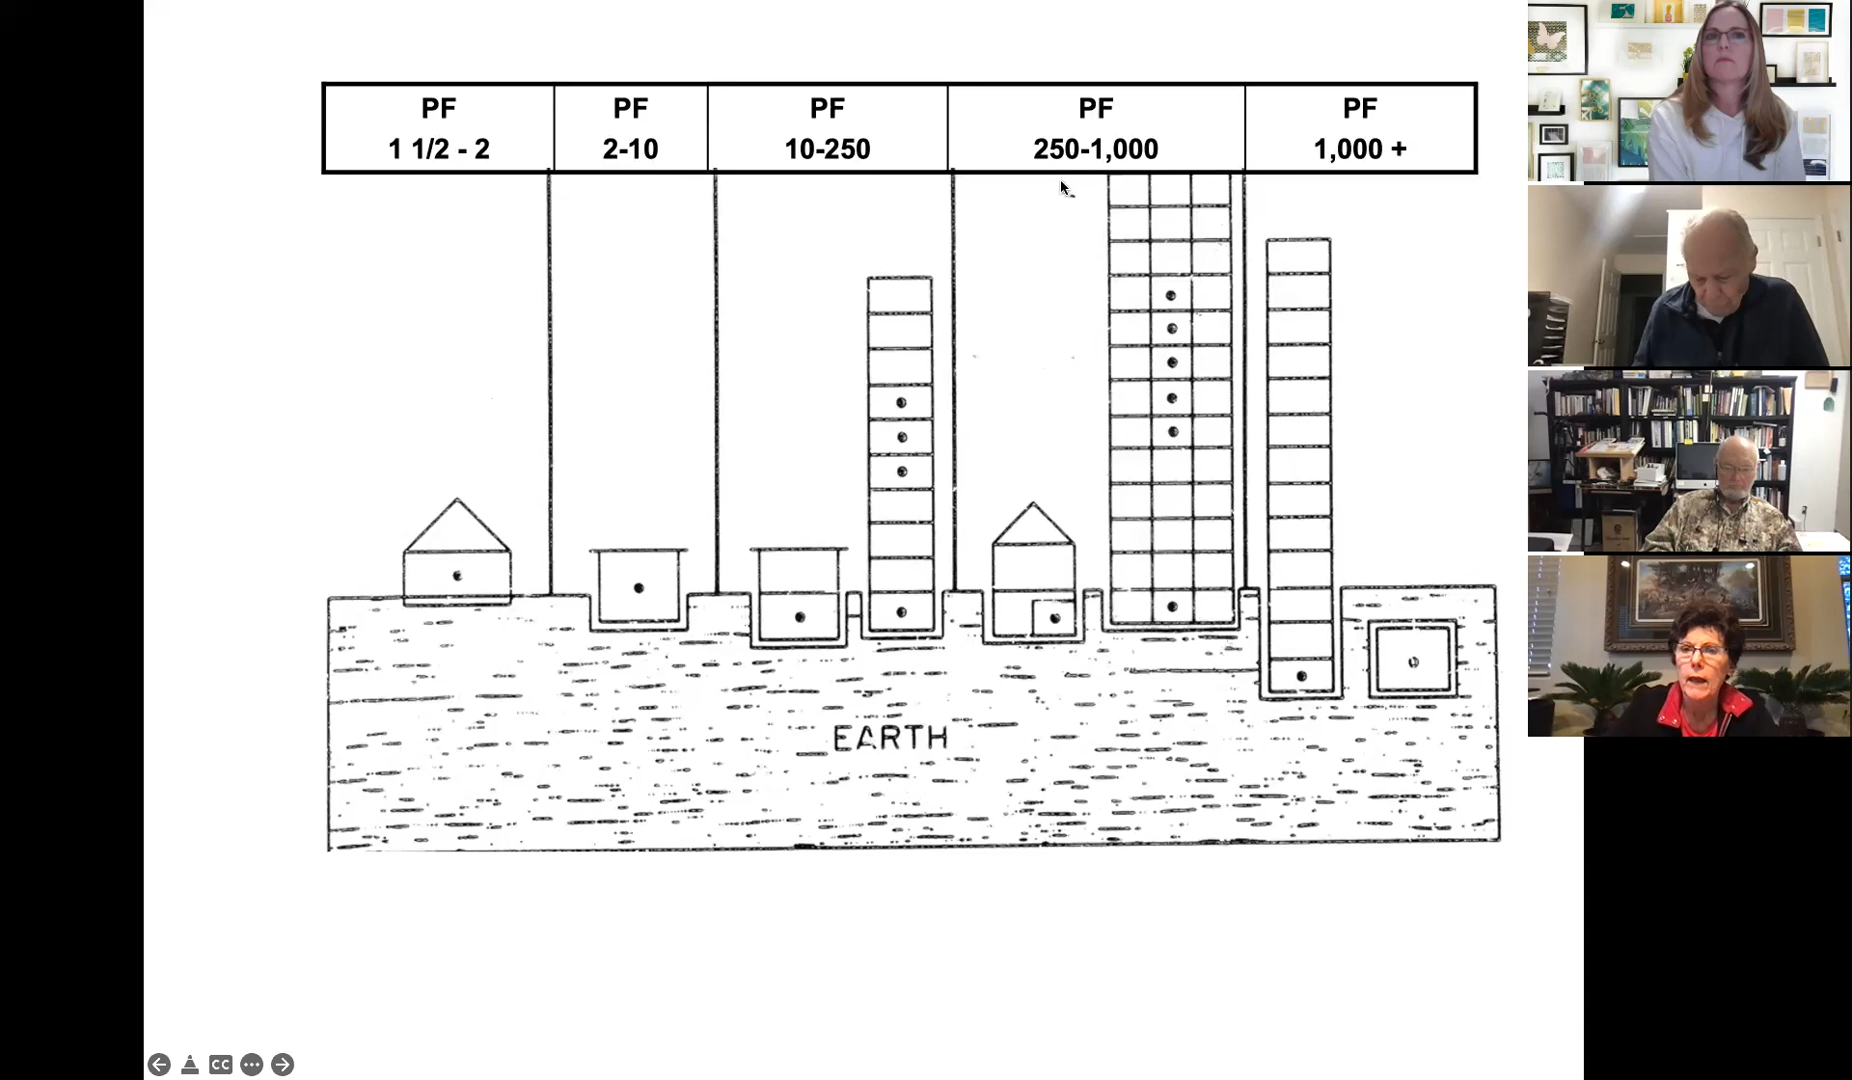 PF
1 1/2 - 2
PF
2-10
PF
10-250
PF
250-1,000
PF
1,000 +
EARTH
CC